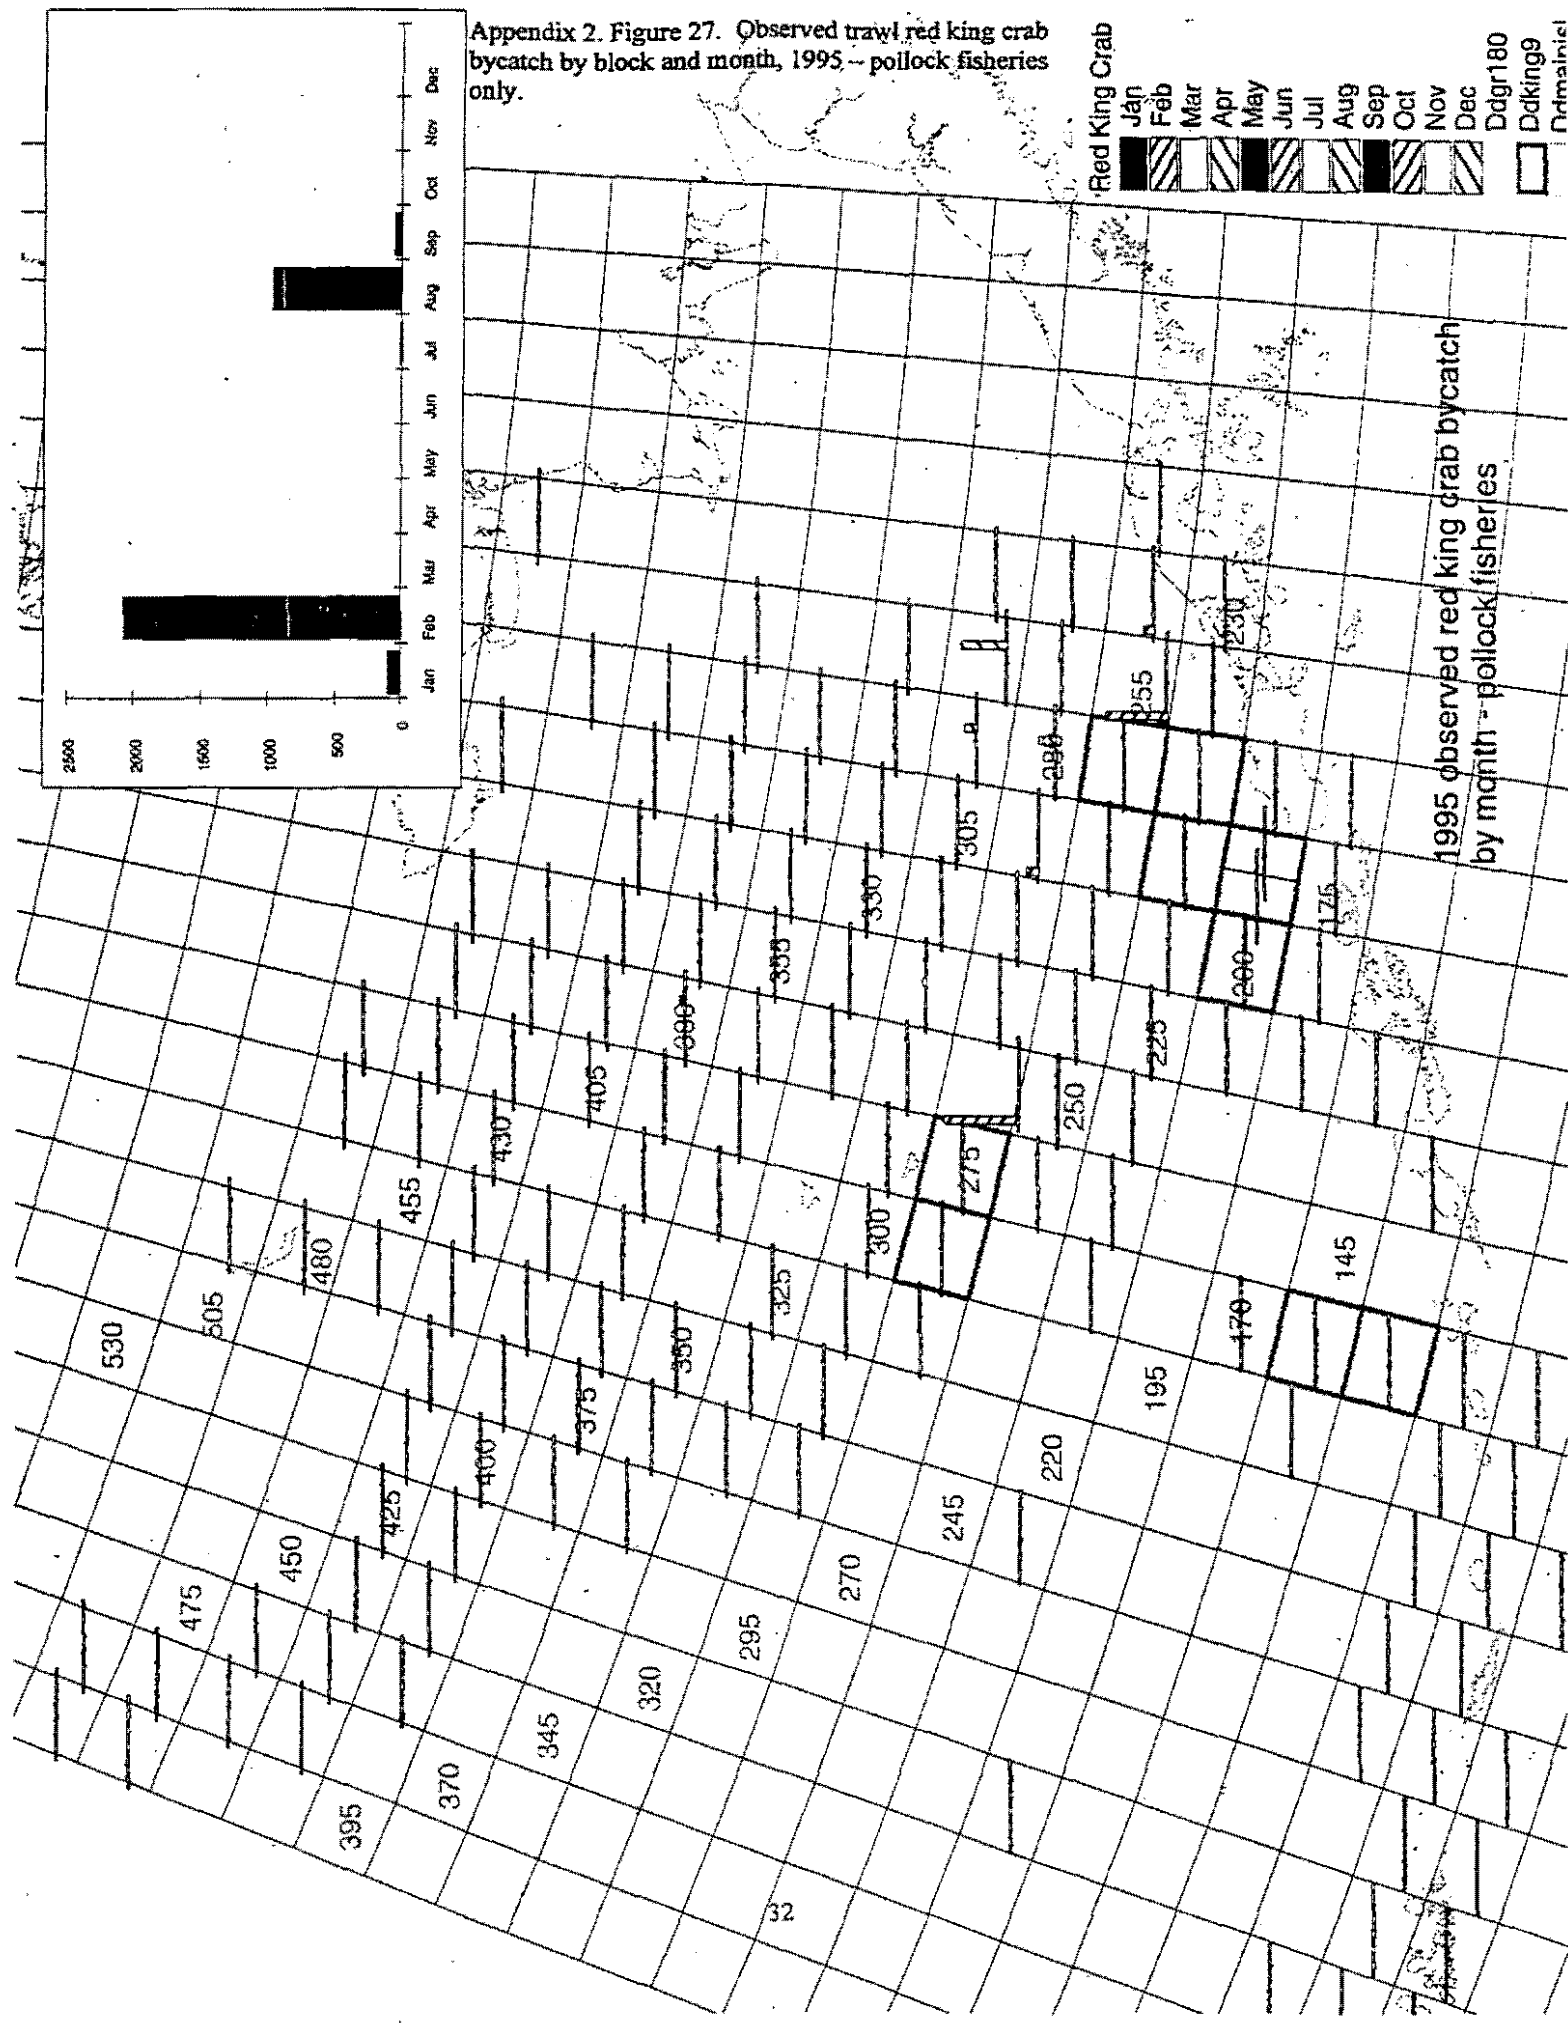 Appendix 2. Figure 27. Observed trawl red king crab
bycatch by block and month, 1995 – pollock fisheries
only.
2500
2000
1500
1000
500
0
Jan
Feb
Mar
Apr
May
Jun
Jul
Aug
Sep
Oct
Nov
Dec
Red King Crab
Jan
Feb
Mar
Apr
May
Jun
Jul
Aug
Sep
Oct
Nov
Dec
Ddgr180
Ddking9
1995 observed red king crab bycatch
by month - pollock fisheries
530
505
480
455
430
405
355
330
305
280
255
230
475
450
425
400
375
350
325
300
275
250
225
200
175
395
370
345
320
295
270
245
220
195
170
145
32